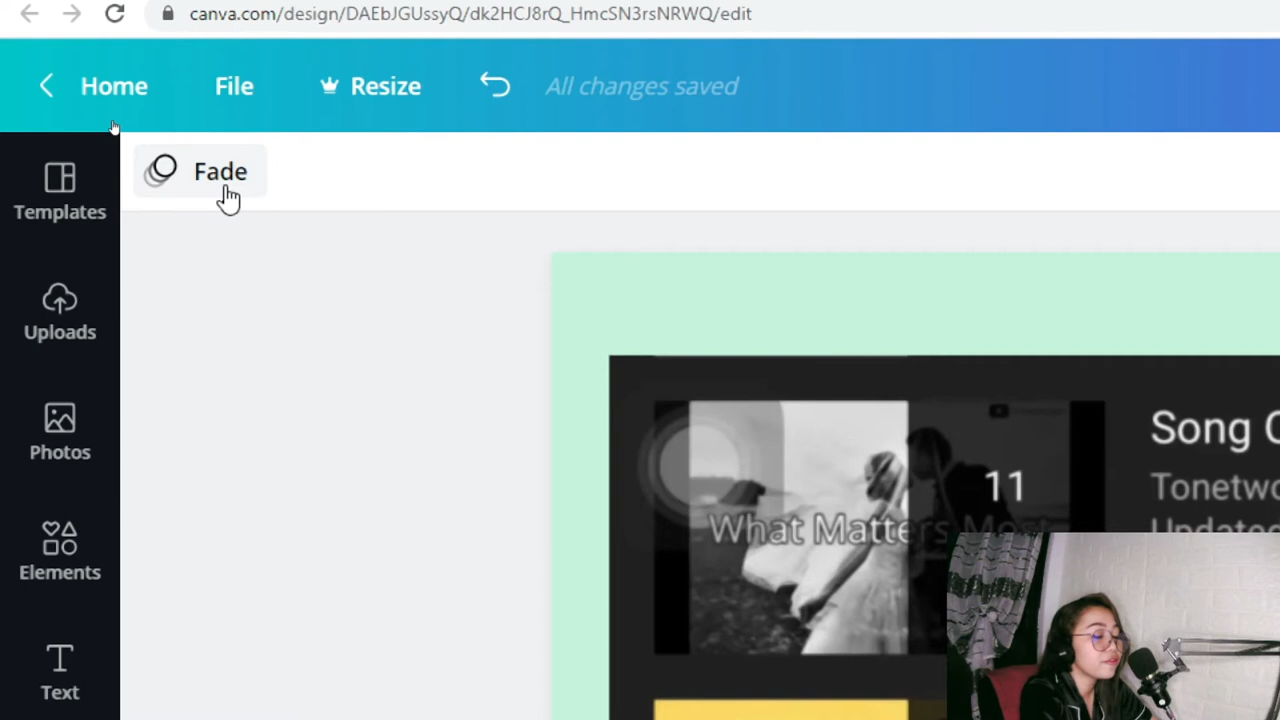 canva.com/design/DAEbJGUssyQ/dk2HCJ8rQ_HmcSN3rsNRWQ/edit
Home File Resize All changes saved
Fade
Templates
Uploads
Photos
Elements
Text
Song
11
What Matters Most